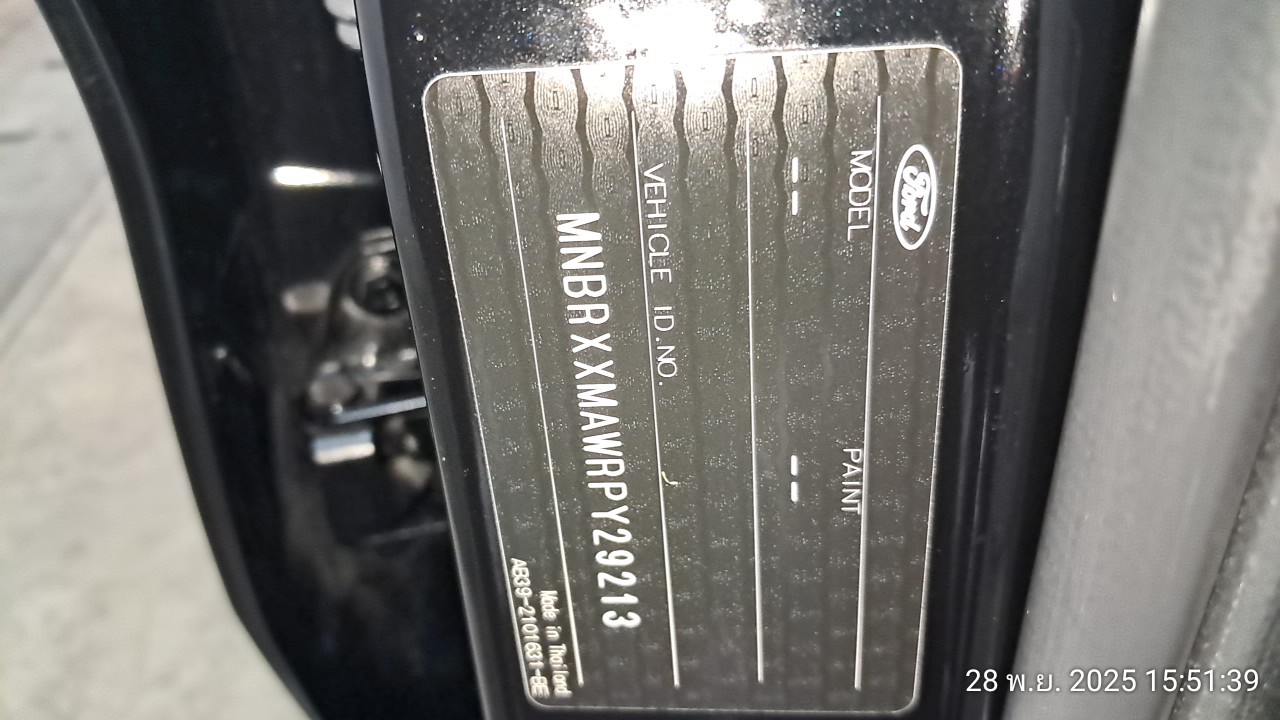 Ford
MODEL PAINT
-- --
VEHICLE ID.NO.
MNBRXXMAWRPY29213
Made in Thailand
AB39-2101631-BE
28 พ.ย. 2025 15:51:39